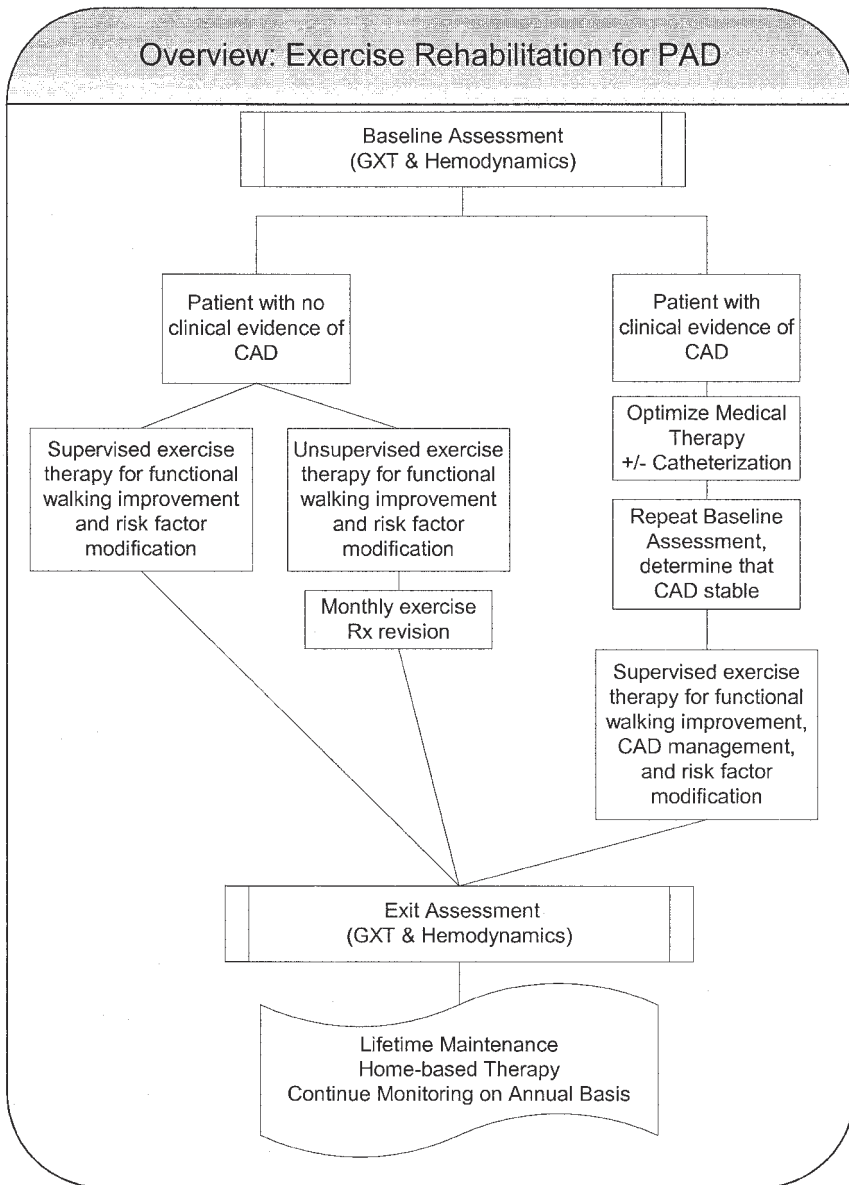 Overview: Exercise Rehabilitation for PAD
Baseline Assessment
(GXT & Hemodynamics)
Patient with no
clinical evidence of
CAD
Patient with
clinical evidence of
CAD
Supervised exercise
therapy for functional
walking improvement
and risk factor
modification
Unsupervised exercise
therapy for functional
walking improvement
and risk factor
modification
Monthly exercise
Rx revision
Optimize Medical
Therapy
+/- Catheterization
Repeat Baseline
Assessment,
determine that
CAD stable
Supervised exercise
therapy for functional
walking improvement,
CAD management,
and risk factor
modification
Exit Assessment
(GXT & Hemodynamics)
Lifetime Maintenance
Home-based Therapy
Continue Monitoring on Annual Basis